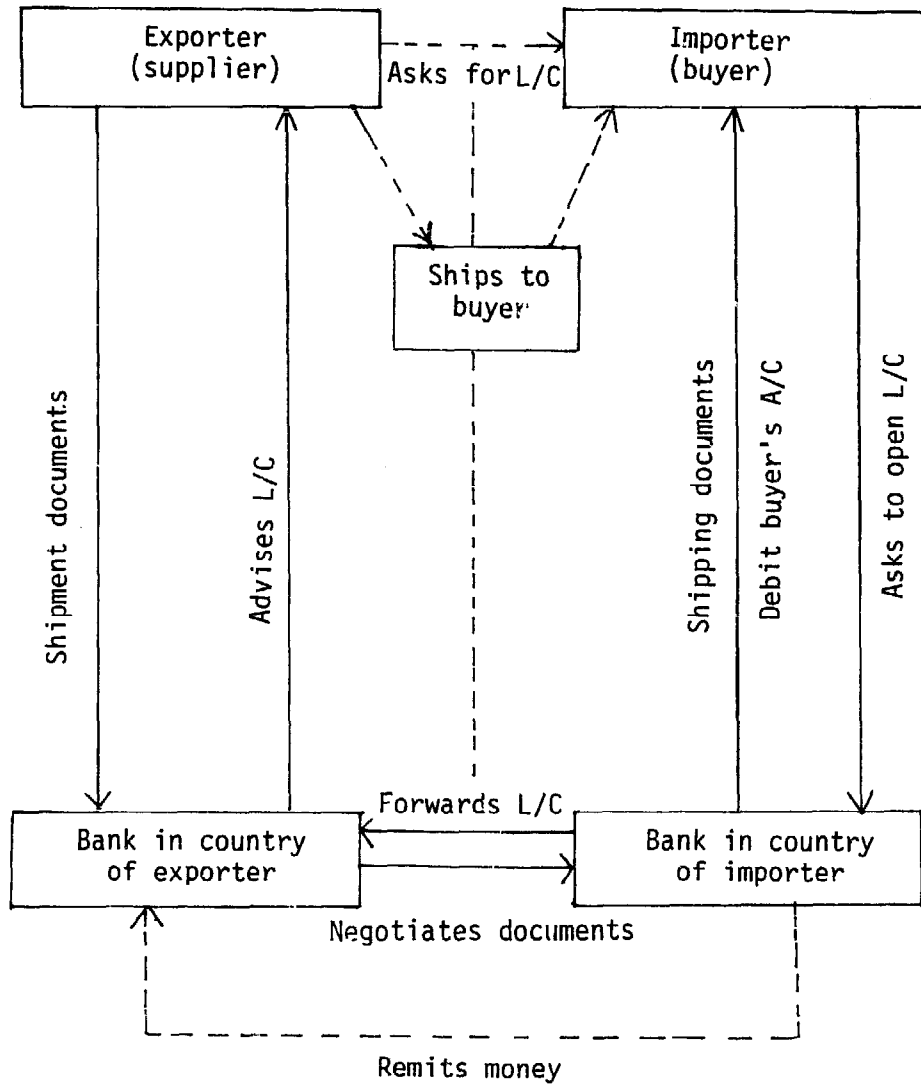 Exporter
(supplier)
Asks for L/C
Importer
(buyer)
Ships to
buyer
Shipment documents
Advises L/C
Shipping documents
Debit buyer's A/C
Asks to open L/C
Forwards L/C
Bank in country
of exporter
Bank in country
of importer
Negotiates documents
Remits money